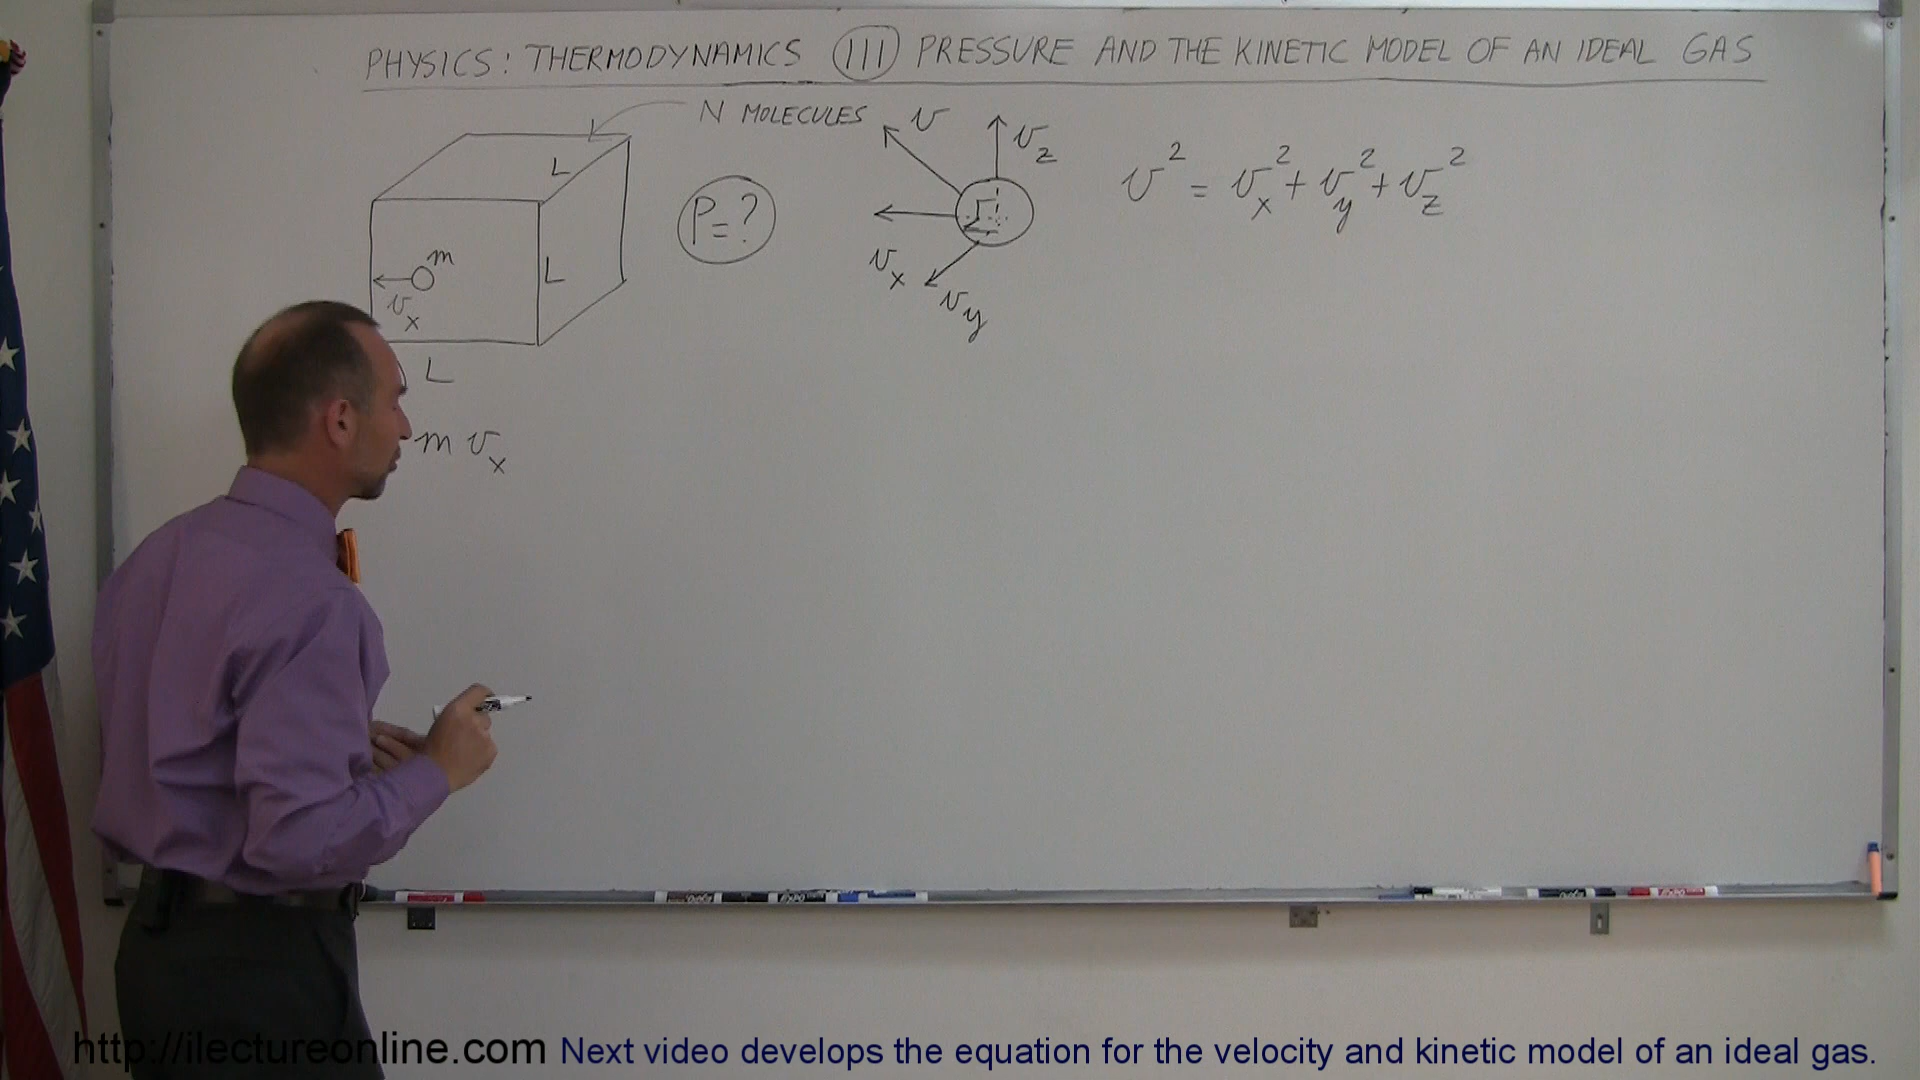 PHYSICS: THERMODYNAMICS III PRESSURE AND THE KINETIC MODEL OF AN IDEAL GAS
N MOLECULES
L
L
L
m
v_x
P=?
v
v_z
v_x
v_y
v² = v_x² + v_y² + v_z²
m v_x
EXPO
http://ilectureonline.com Next video develops the equation for the velocity and kinetic model of an ideal gas.